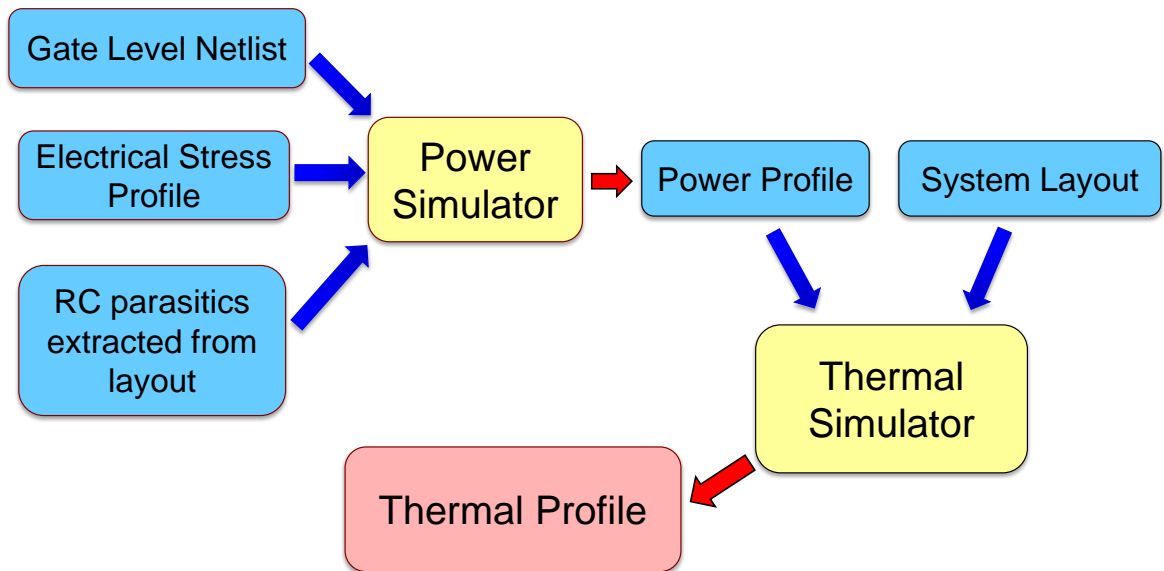 Gate Level Netlist
Electrical Stress
Profile
RC parasitics
extracted from
layout
Power
Simulator
Power Profile
System Layout
Thermal
Simulator
Thermal Profile